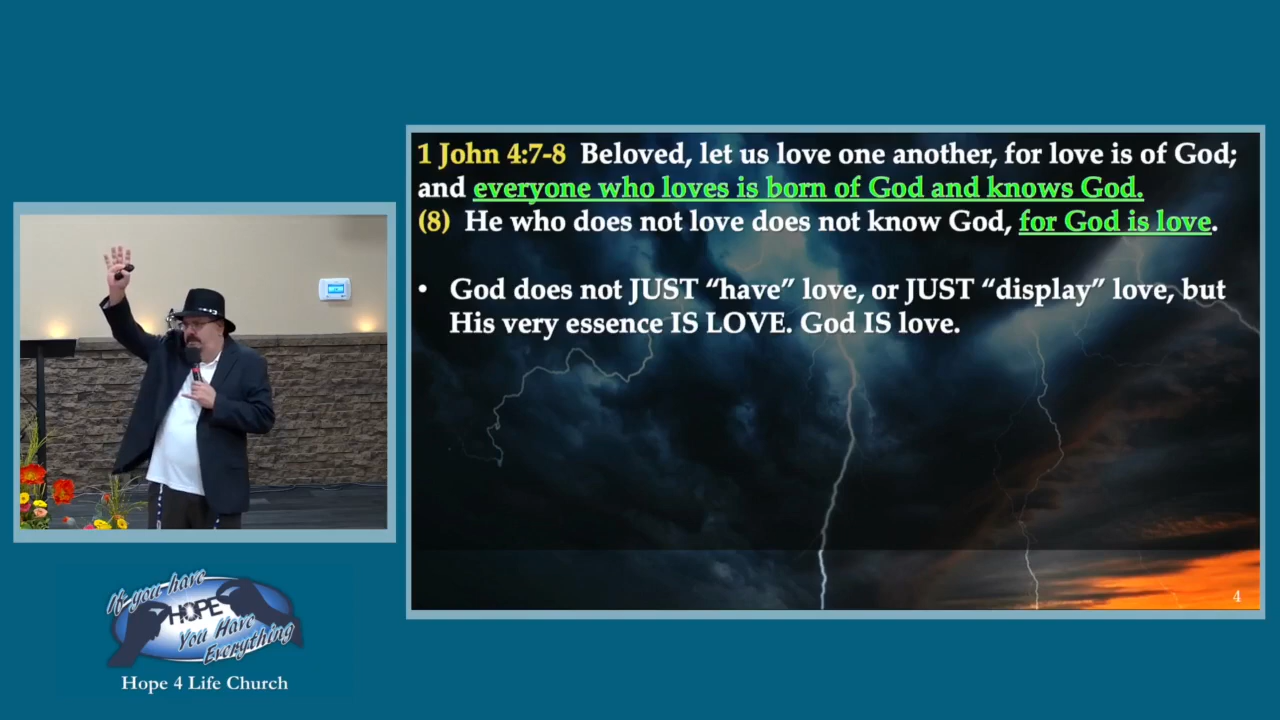 1 John 4:7-8 Beloved, let us love one another, for love is of God;
and everyone who loves is born of God and knows God.
(8) He who does not love does not know God, for God is love.
• God does not JUST “have” love, or JUST “display” love, but
His very essence IS LOVE. God IS love.
4
If you have
HOPE
You Have
Everything
Hope 4 Life Church